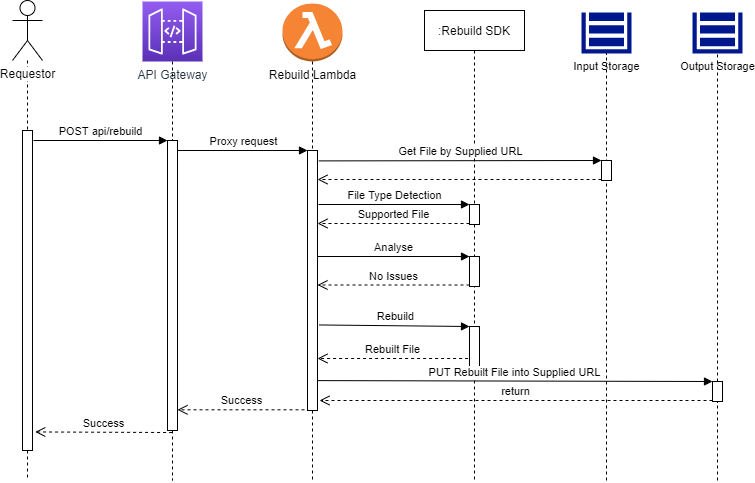 :Rebuild SDK
Requestor
API Gateway
Rebuild Lambda
Input Storage
Output Storage
POST api/rebuild
Proxy request
Get File by Supplied URL
File Type Detection
Supported File
Analyse
No Issues
Rebuild
Rebuilt File
PUT Rebuilt File into Supplied URL
return
Success
Success